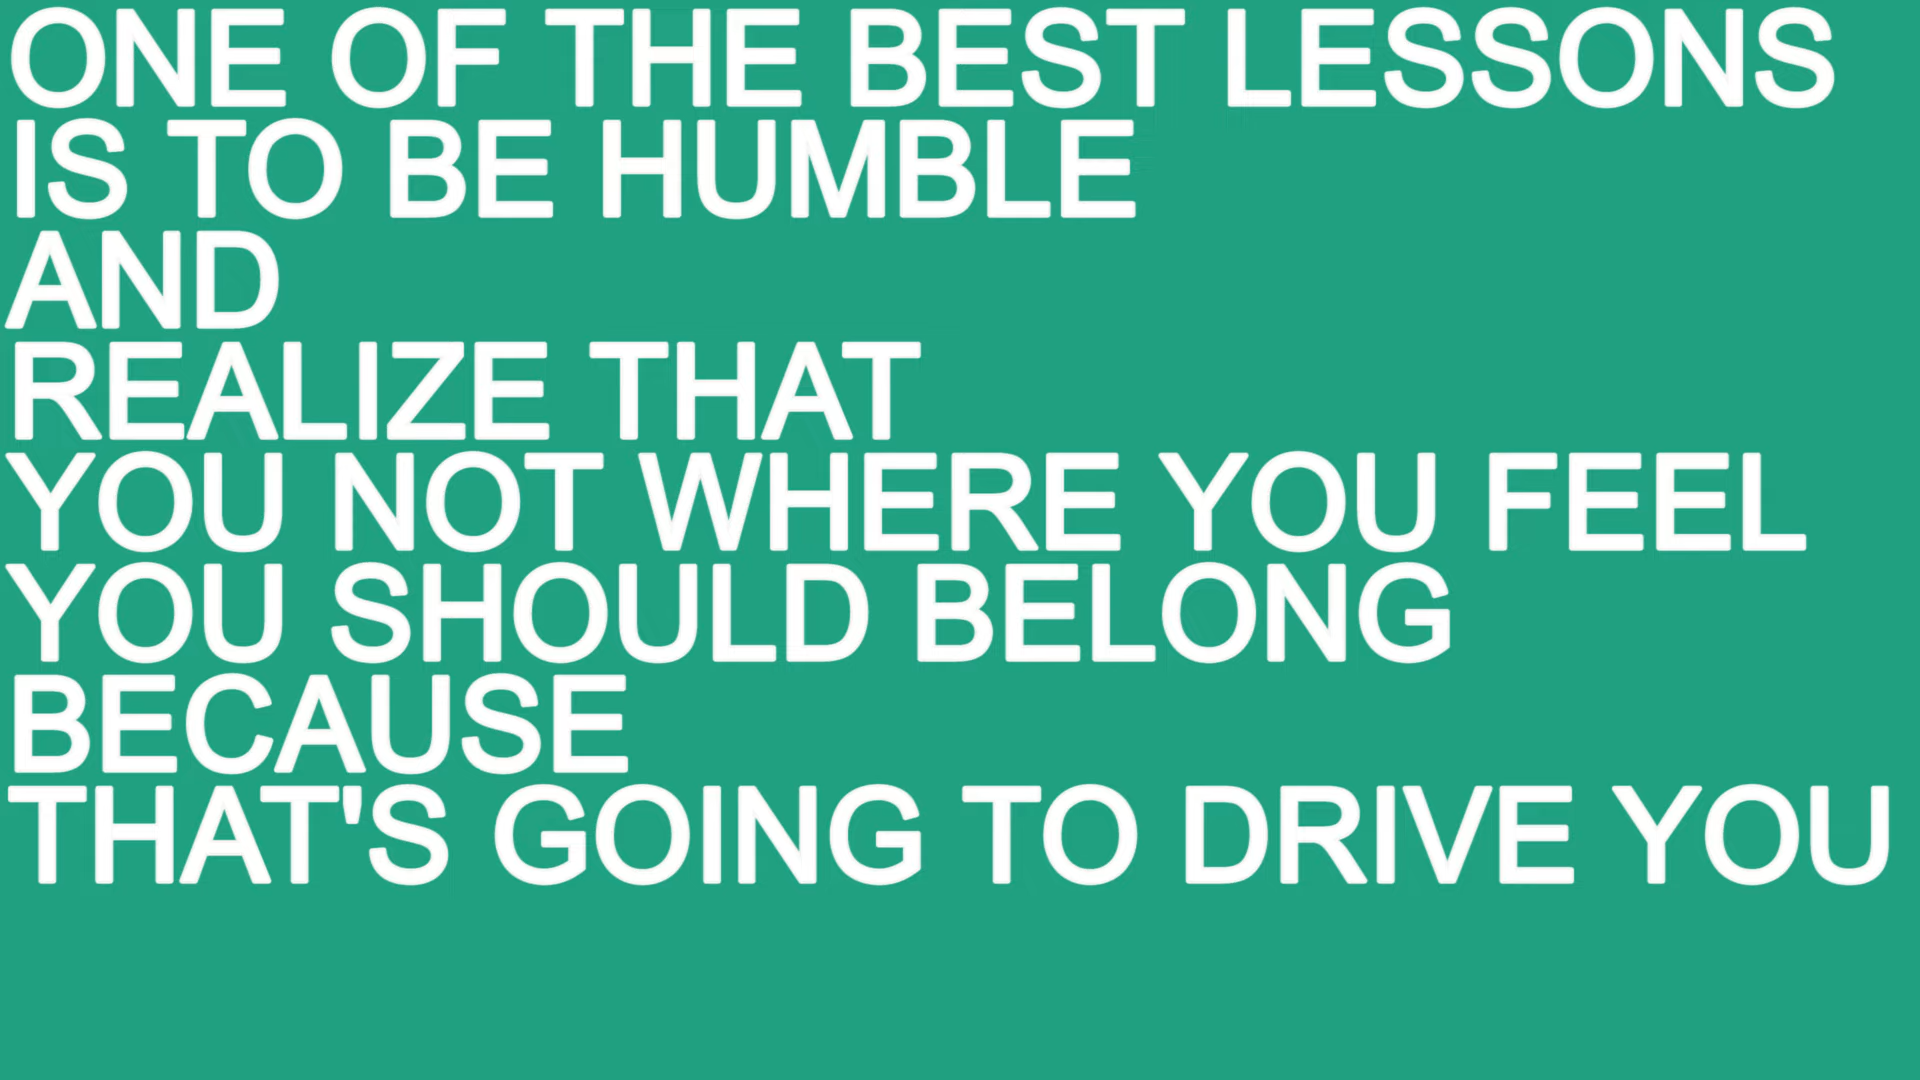 ONE OF THE BEST LESSONS
IS TO BE HUMBLE
AND
REALIZE THAT
YOU NOT WHERE YOU FEEL
YOU SHOULD BELONG
BECAUSE
THAT'S GOING TO DRIVE YOU